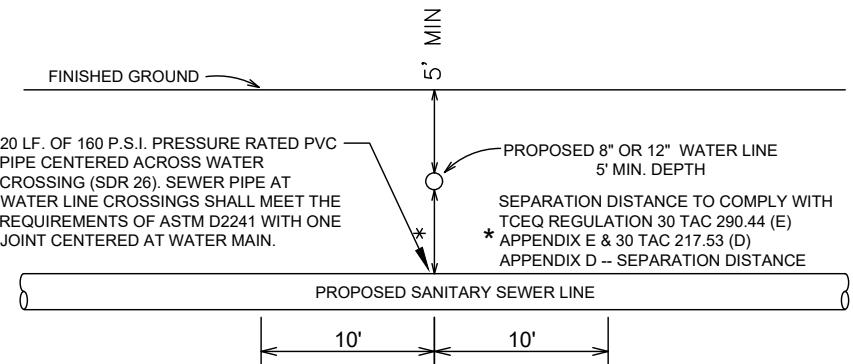 5' MIN
FINISHED GROUND
20 LF. OF 160 P.S.I. PRESSURE RATED PVC
PIPE CENTERED ACROSS WATER
CROSSING (SDR 26). SEWER PIPE AT
WATER LINE CROSSINGS SHALL MEET THE
REQUIREMENTS OF ASTM D2241 WITH ONE
JOINT CENTERED AT WATER MAIN.
PROPOSED 8" OR 12" WATER LINE
5' MIN. DEPTH
*
SEPARATION DISTANCE TO COMPLY WITH
TCEQ REGULATION 30 TAC 290.44 (E)
* APPENDIX E & 30 TAC 217.53 (D)
APPENDIX D -- SEPARATION DISTANCE
PROPOSED SANITARY SEWER LINE
10' 10'